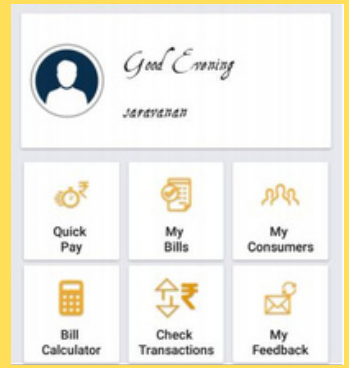 Good Evening
saravanan
Quick
Pay
My
Bills
My
Consumers
Bill
Calculator
Check
Transactions
My
Feedback